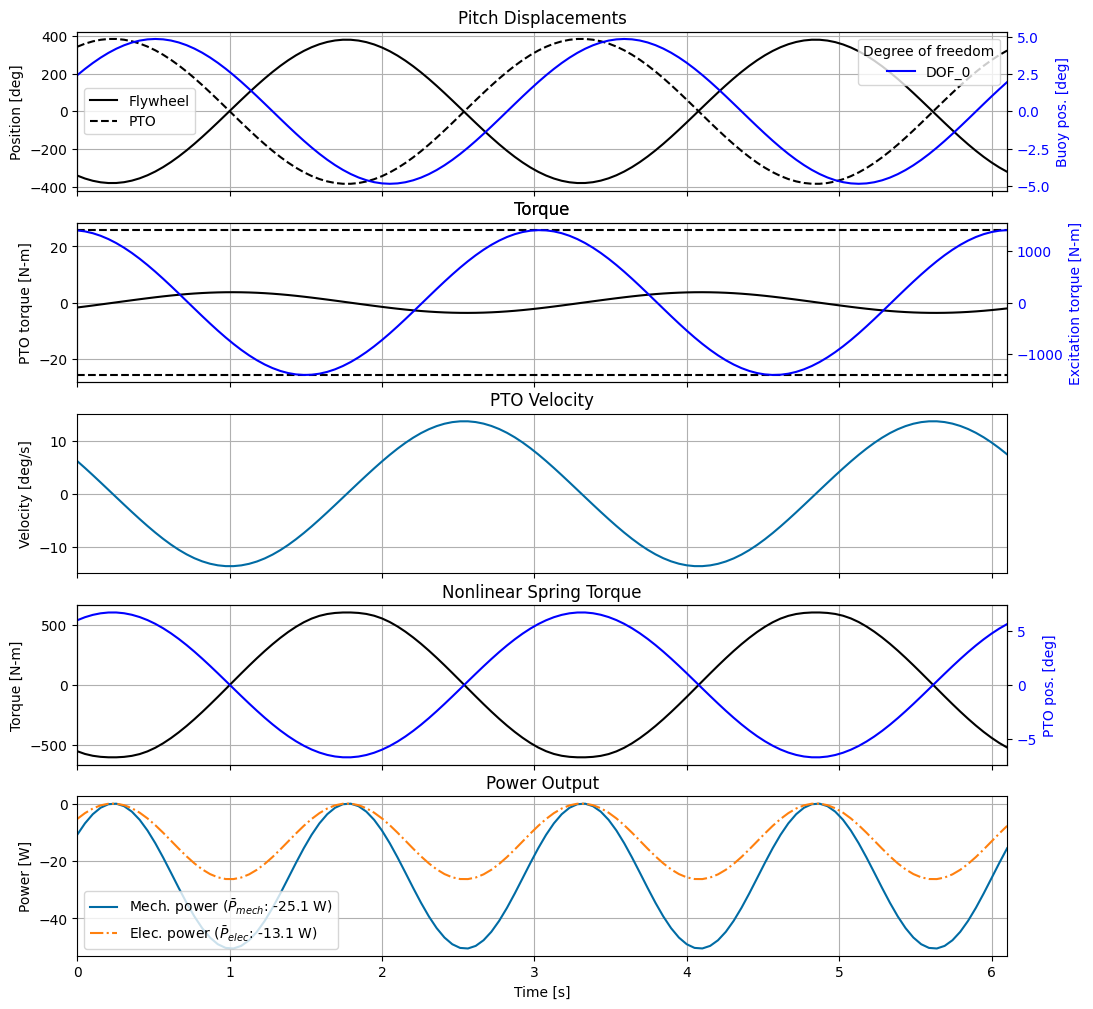 Pitch Displacements
400
200
0
−200
−400
Position [deg]
Flywheel
PTO
Degree of freedom
DOF_0
5.0
2.5
0.0
−2.5
−5.0
Buoy pos. [deg]
Torque
20
0
−20
PTO torque [N-m]
1000
0
−1000
Excitation torque [N-m]
PTO Velocity
10
0
−10
Velocity [deg/s]
Nonlinear Spring Torque
500
0
−500
Torque [N-m]
5
0
−5
PTO pos. [deg]
Power Output
0
−20
−40
Power [W]
Mech. power (P̄mech: -25.1 W)
Elec. power (P̄elec: -13.1 W)
0 1 2 3 4 5 6
Time [s]